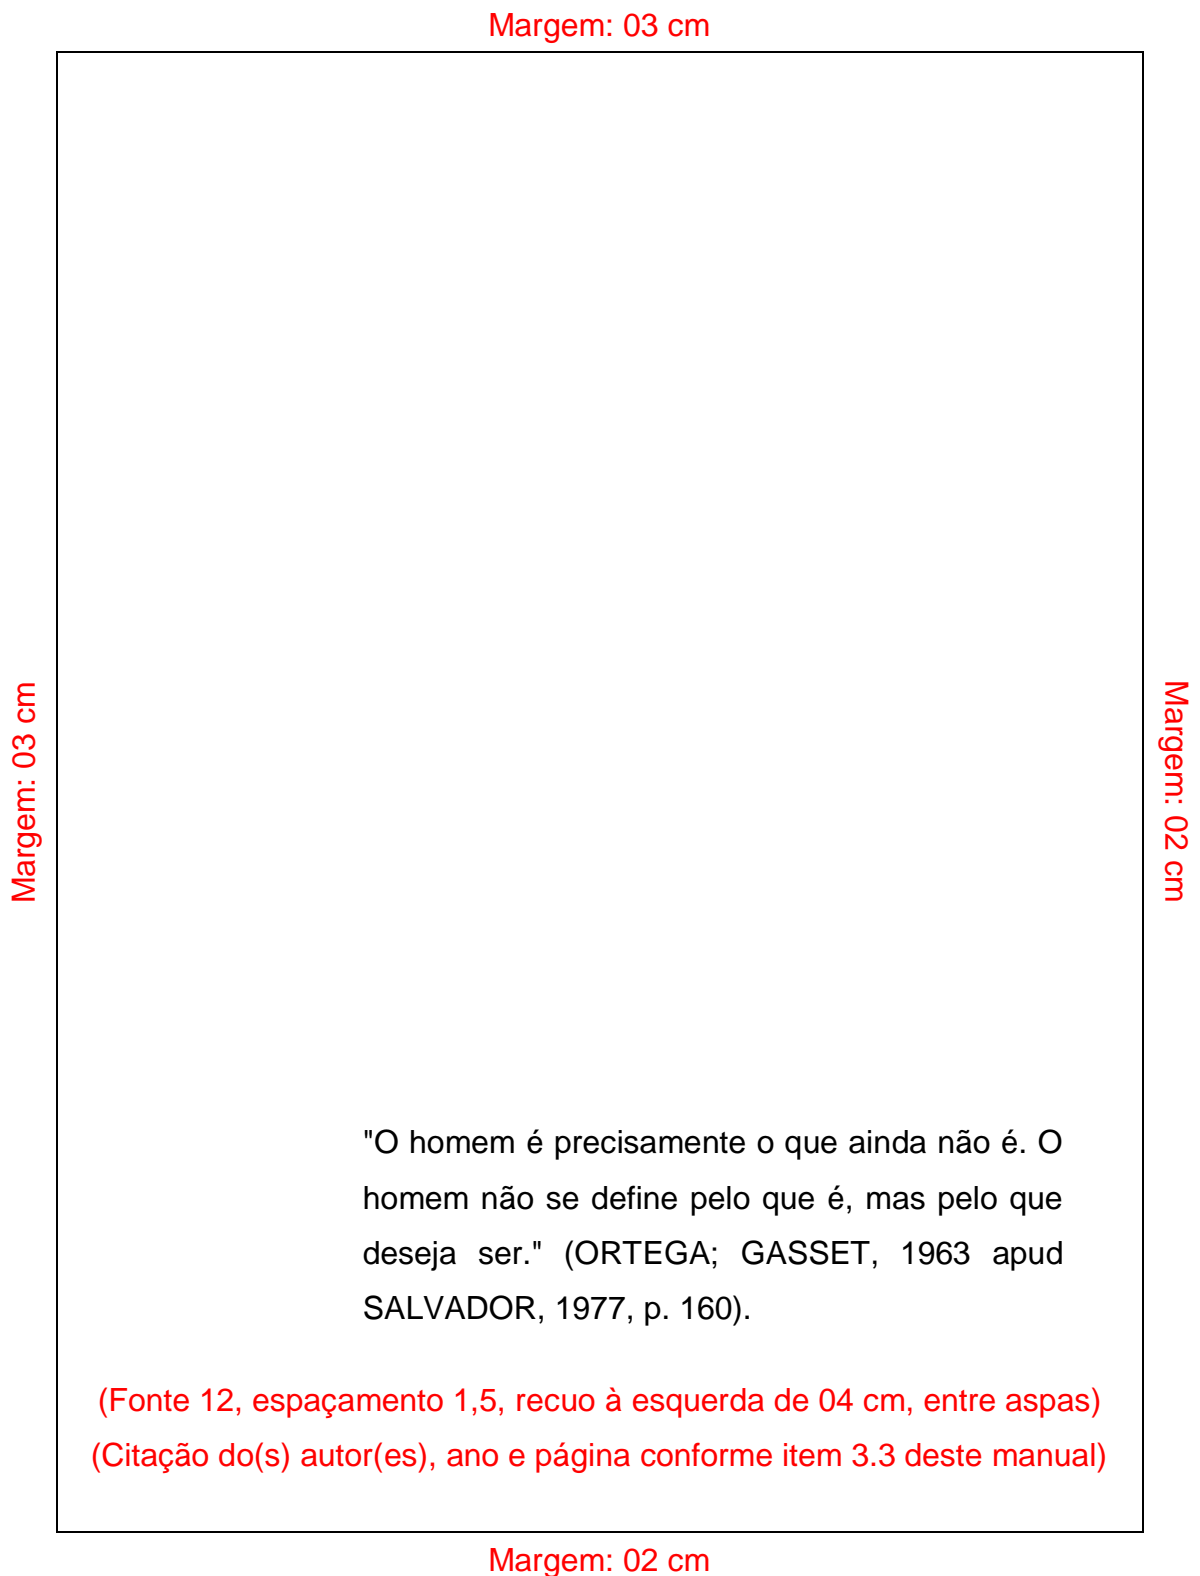 Margem: 03 cm
Margem: 03 cm
Margem: 02 cm
"O homem é precisamente o que ainda não é. O
homem não se define pelo que é, mas pelo que
deseja ser." (ORTEGA; GASSET, 1963 apud
SALVADOR, 1977, p. 160).
(Fonte 12, espaçamento 1,5, recuo à esquerda de 04 cm, entre aspas)
(Citação do(s) autor(es), ano e página conforme item 3.3 deste manual)
Margem: 02 cm